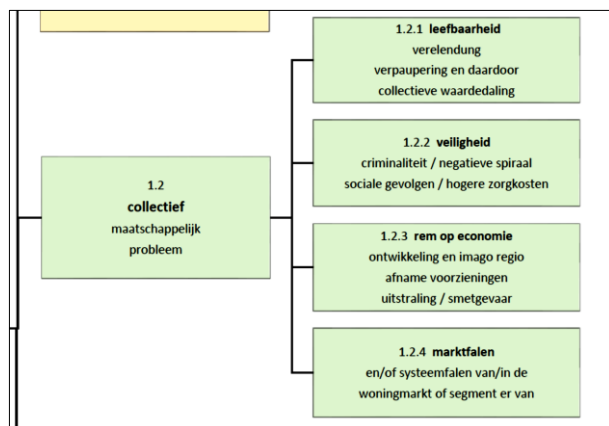 1.2.1 leefbaarheid
verelendung
verpaupering en daardoor
collectieve waardedaling
1.2.2 veiligheid
criminaliteit / negatieve spiraal
sociale gevolgen / hogere zorgkosten
1.2
collectief
maatschappelijk
probleem
1.2.3 rem op economie
ontwikkeling en imago regio
afname voorzieningen
uitstraling / smetgevaar
1.2.4 marktfalen
en/of systeemfalen van/in de
woningmarkt of segment er van